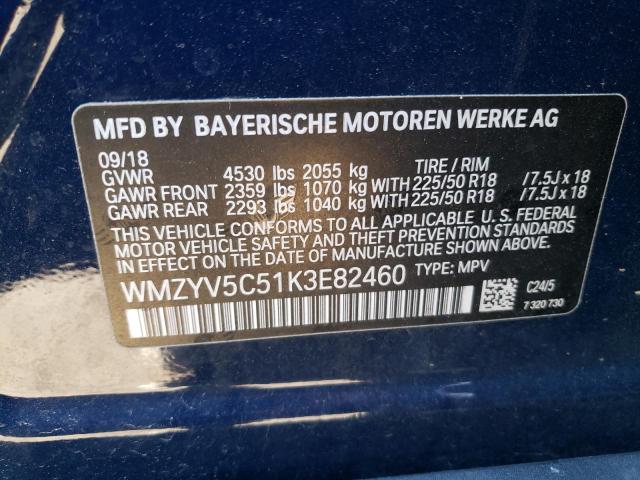 MFD BY BAYERISCHE MOTOREN WERKE AG
09/18 TIRE / RIM
GVWR 4530 lbs 2055 kg
GAWR FRONT 2359 lbs 1070 kg WITH 225/50 R18 /7.5J x 18
GAWR REAR 2293 lbs 1040 kg WITH 225/50 R18 /7.5J x 18
THIS VEHICLE CONFORMS TO ALL APPLICABLE U. S. FEDERAL
MOTOR VEHICLE SAFETY, BUMPER, AND THEFT PREVENTION
STANDARDS IN EFFECT ON THE DATE OF MANUFACTURE SHOWN ABOVE.
WMZYV5C51K3E82460 TYPE: MPV
C24/5
7 320 730